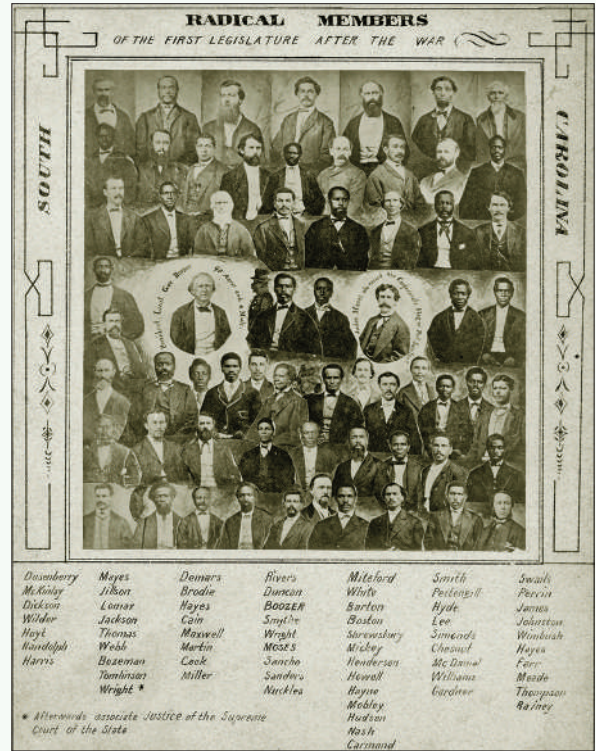 RADICAL MEMBERS
OF THE FIRST LEGISLATURE AFTER THE WAR
SOUTH
CAROLINA
Dusenberry
McKinlay
Dickson
Wilder
Hoyt
Randolph
Harris
Mayes
Jillson
Lomax
Jackson
Thomas
Webb
Bozeman
Tomlinson
Wright *
Demars
Brodie
Hayes
Cain
Maxwell
Martin
Cook
Miller
Rivers
Duncan
BOOZER
Smythe
Wright
MOSES
Sancho
Sanders
Nuckles
Miteford
White
Barton
Boston
Shrewsbury
Mickey
Henderson
Howell
Hayne
Mobley
Hudson
Nash
Carmond
Smith
Pettengill
Hyde
Lee
Simonds
Chesnut
McDaniel
Williams
Gardner
Swails
Perrin
James
Johnston
Wimbush
Hayes
Farr
Meade
Thompson
Rainey
* Afterwards associate Justice of the Supreme
Court of the State